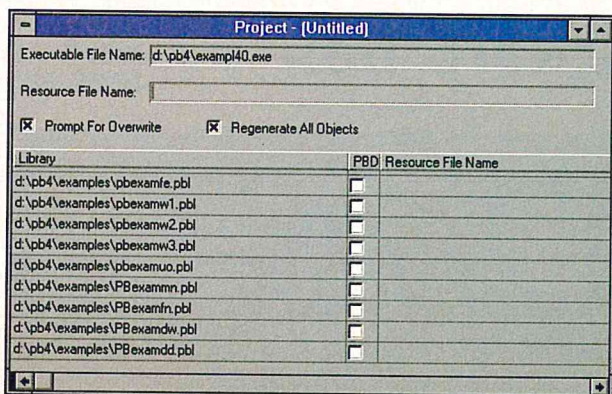 Project - (Untitled)
Executable File Name: d:\pb4\exampl40.exe
Resource File Name:
Prompt For Overwrite Regenerate All Objects
Library PBD Resource File Name
d:\pb4\examples\pbexamfe.pbl
d:\pb4\examples\pbexamw1.pbl
d:\pb4\examples\pbexamw2.pbl
d:\pb4\examples\pbexamw3.pbl
d:\pb4\examples\pbexamuo.pbl
d:\pb4\examples\PBexammn.pbl
d:\pb4\examples\PBexamfn.pbl
d:\pb4\examples\PBexamdw.pbl
d:\pb4\examples\PBexamdd.pbl